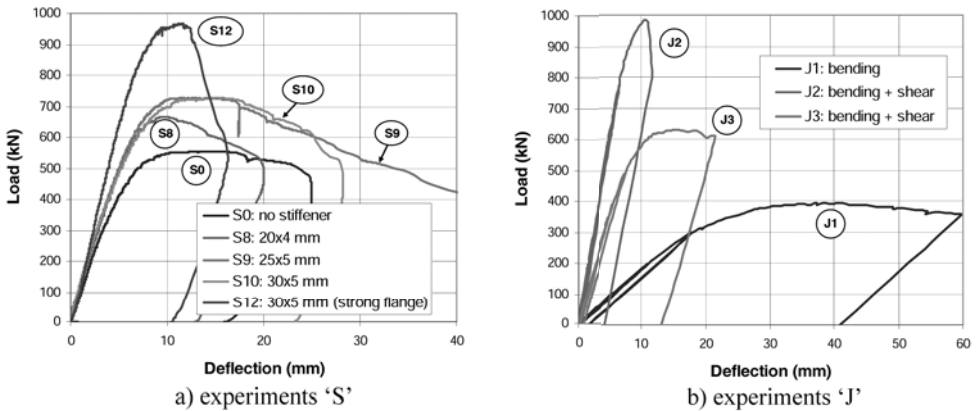 1000
900
800
700
600
500
400
300
200
100
0
Load (kN)
S12
S10
S8
S9
S0
S0: no stiffener
S8: 20x4 mm
S9: 25x5 mm
S10: 30x5 mm
S12: 30x5 mm (strong flange)
0 10 20 30 40
Deflection (mm)
a) experiments ‘S’
1000
900
800
700
600
500
400
300
200
100
0
Load (kN)
J2
J3
J1
J1: bending
J2: bending + shear
J3: bending + shear
0 10 20 30 40 50 60
Deflection (mm)
b) experiments ‘J’